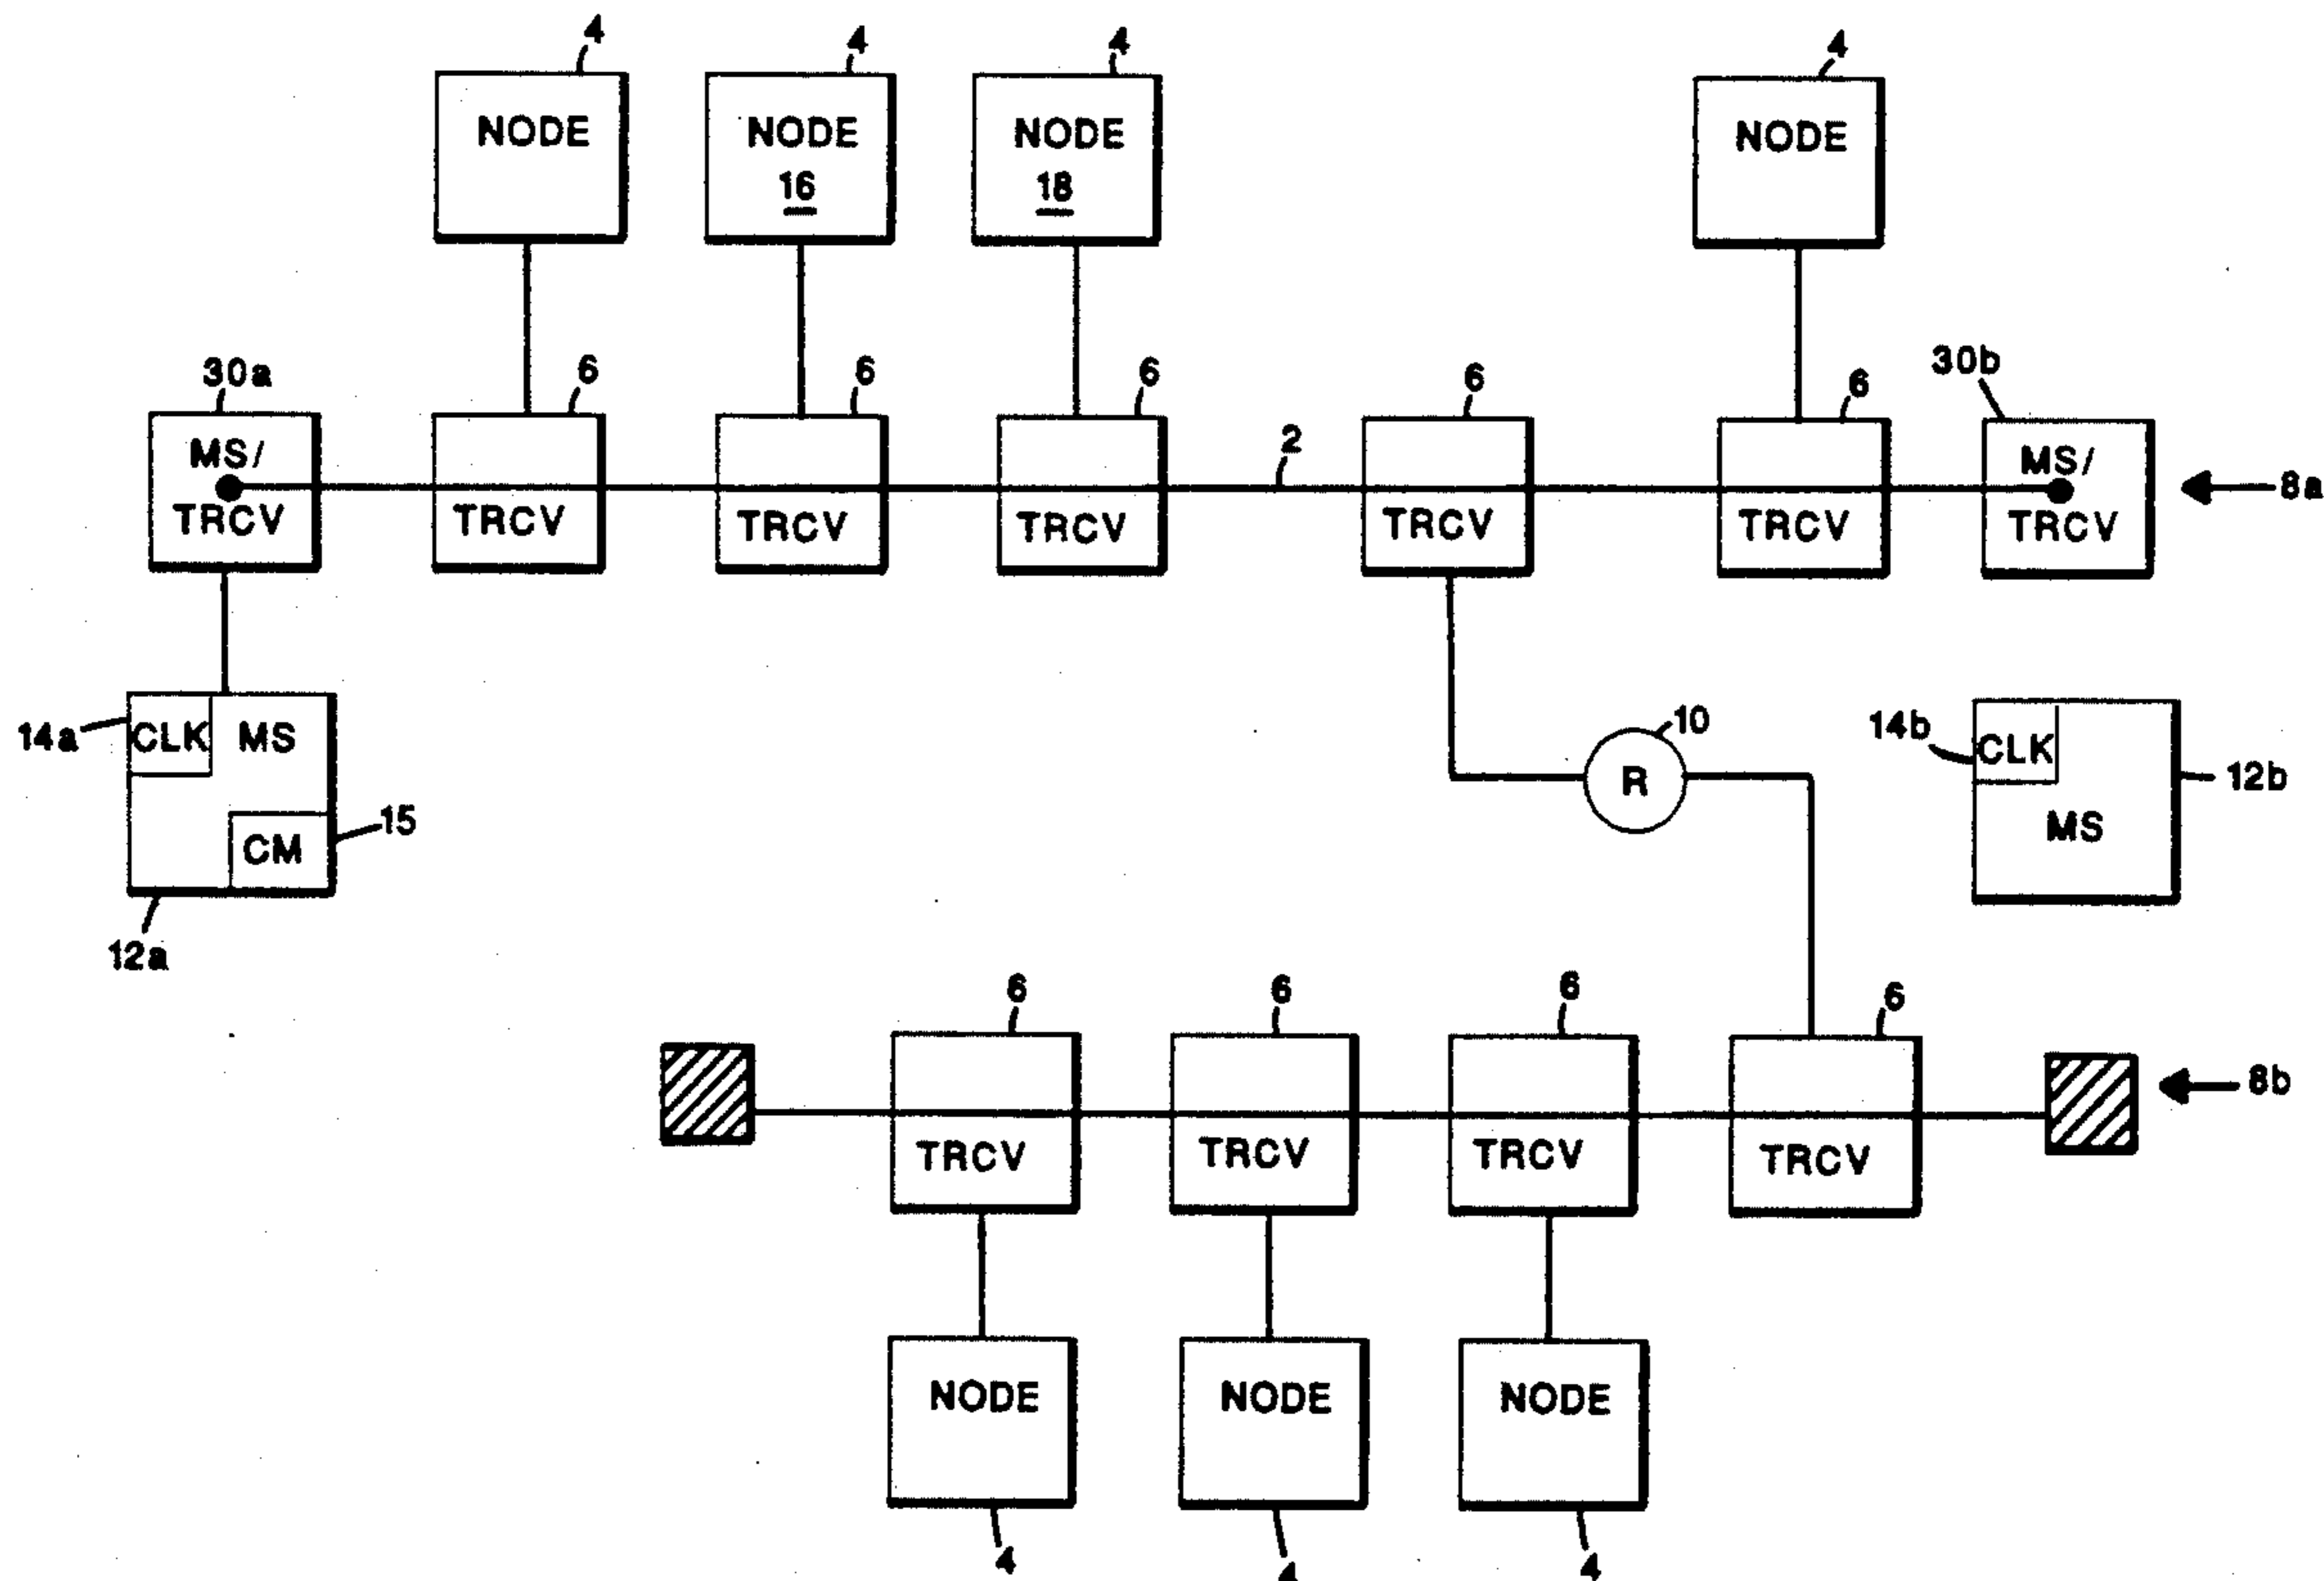 4 4 4 4
NODE NODE NODE NODE
16 18
30a 6 6 6 6 6 30b
2
MS/ MS/
8a
TRCV TRCV TRCV TRCV TRCV TRCV TRCV
14a CLK MS
15
CM
12a
10
R
14b CLK
12b
MS
6 6 6 6
8b
TRCV TRCV TRCV TRCV
NODE NODE NODE
4 4 4